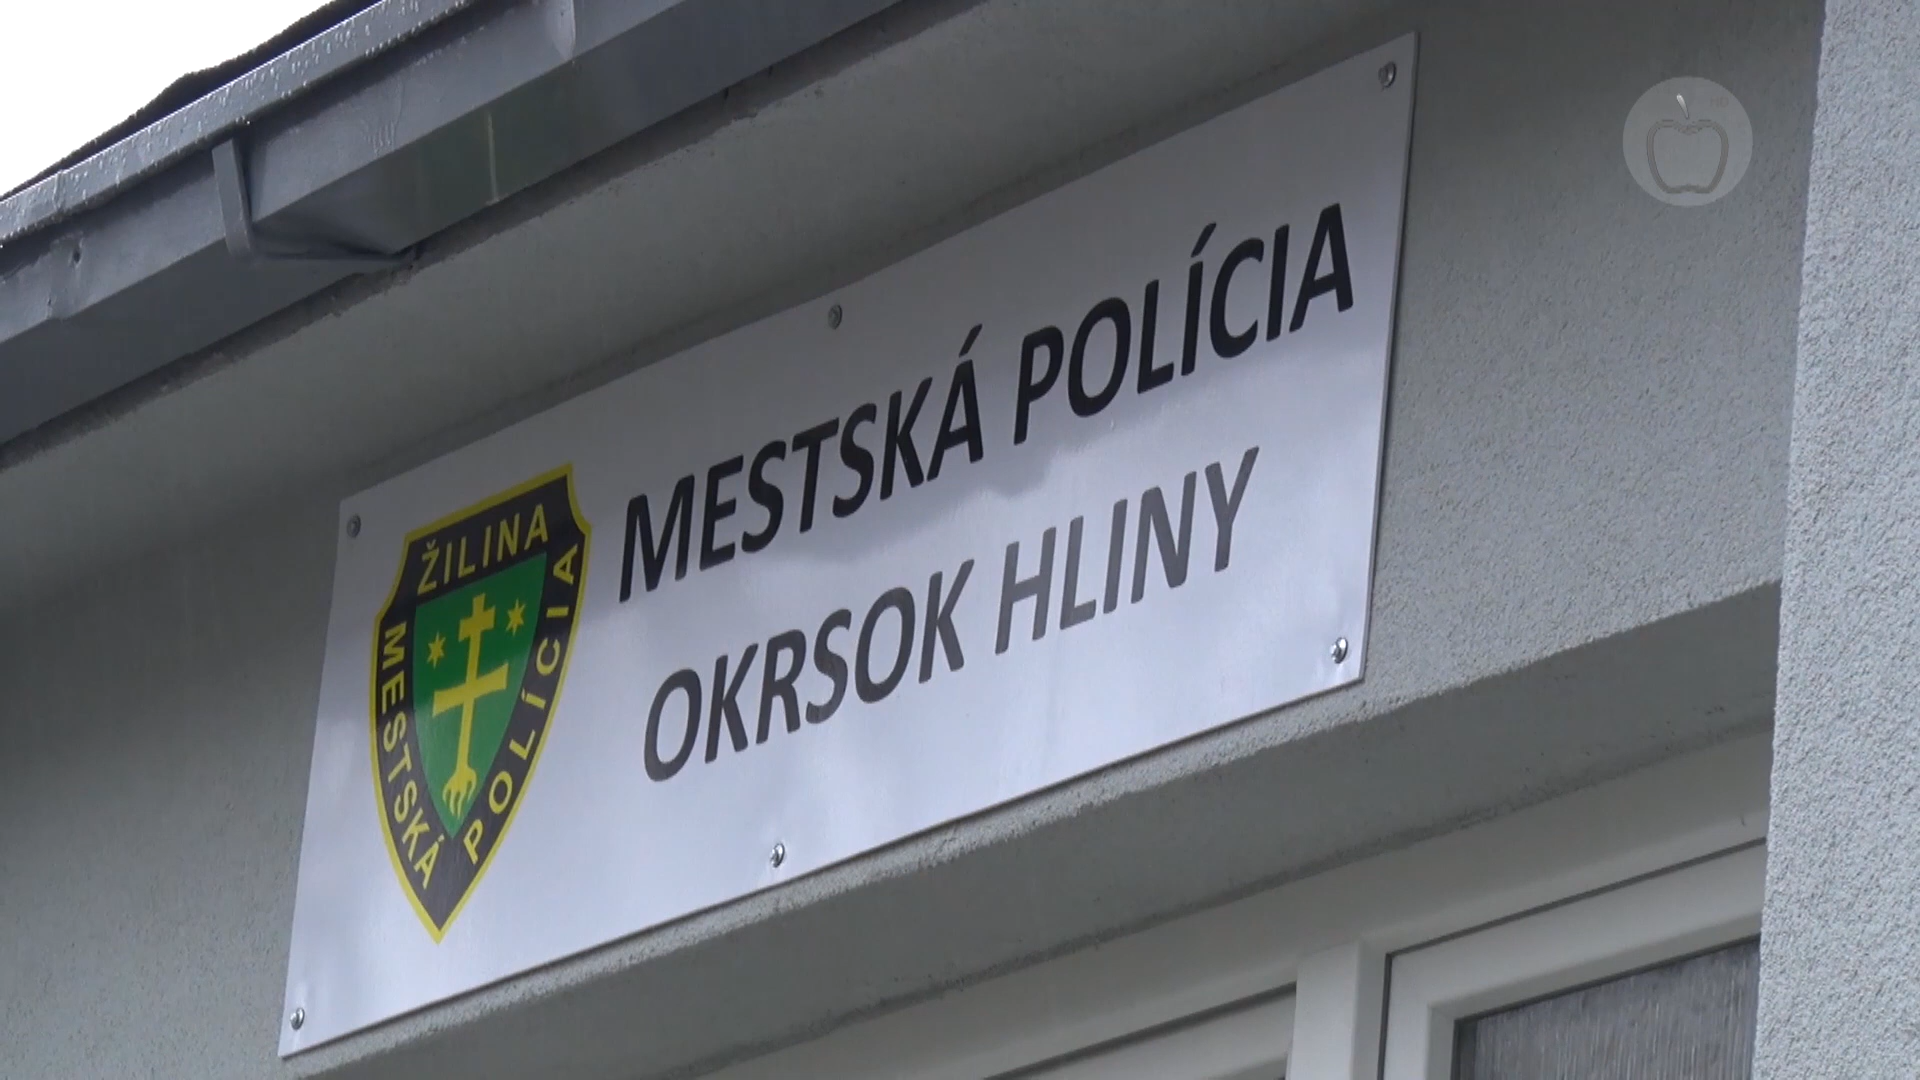 MESTSKÁ POLÍCIA
OKRSOK HLINY
ŽILINA
MESTSKÁ
POLÍCIA